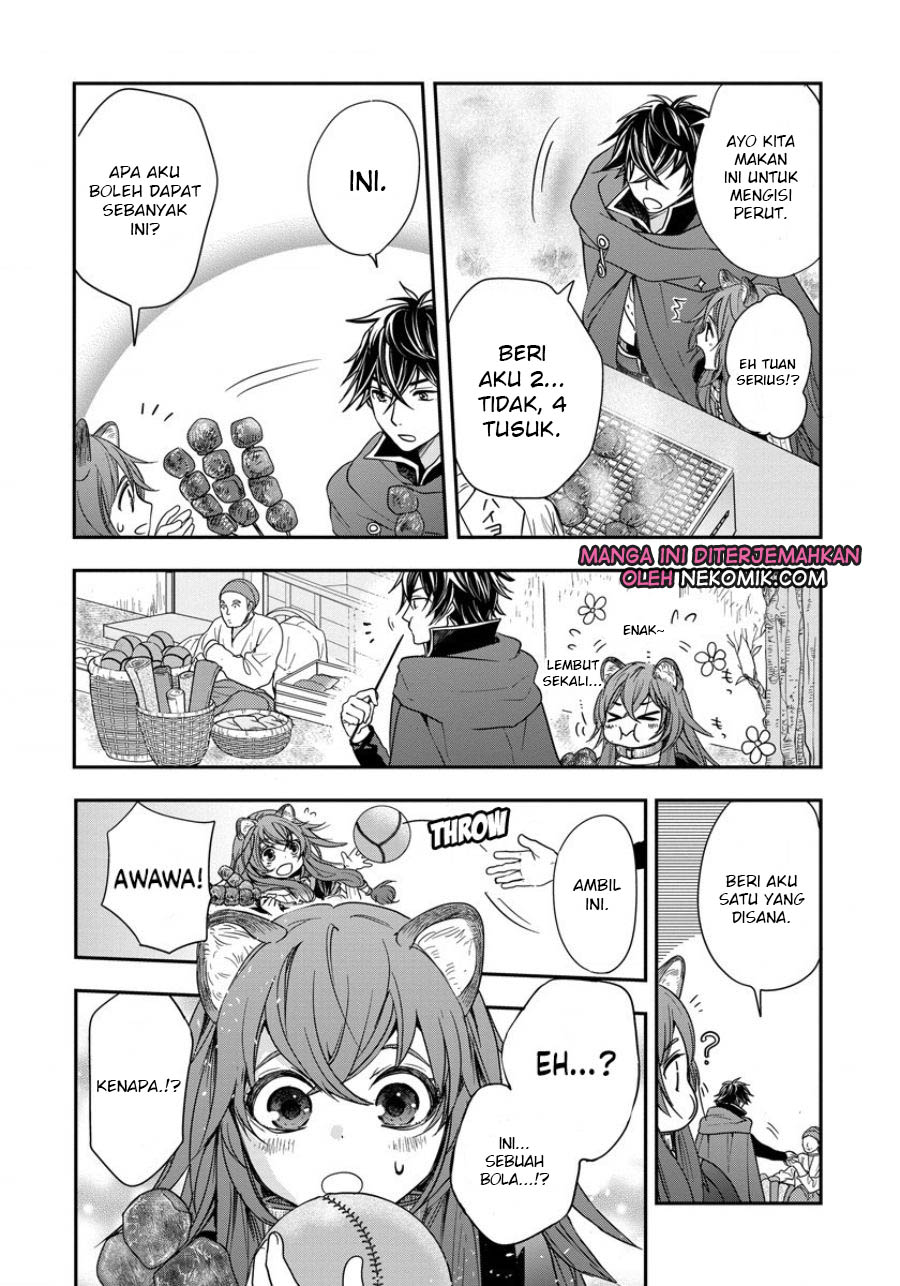 AYO KITA
MAKAN
INI UNTUK
MENGISI
PERUT.
EH TUAN
SERIUS!?
BERI
AKU 2...
TIDAK, 4
TUSUK.
INI.
APA AKU
BOLEH DAPAT
SEBANYAK
INI?
MANGA INI DITERJEMAHKAN
OLEH NEKOMIK.COM
ENAK~
LEMBUT
SEKALI...
BERI AKU
SATU YANG
DISANA.
?
THROW
AMBIL
INI.
AWAWA!
EH...?
INI...
SEBUAH
BOLA...!?
KENAPA.!?